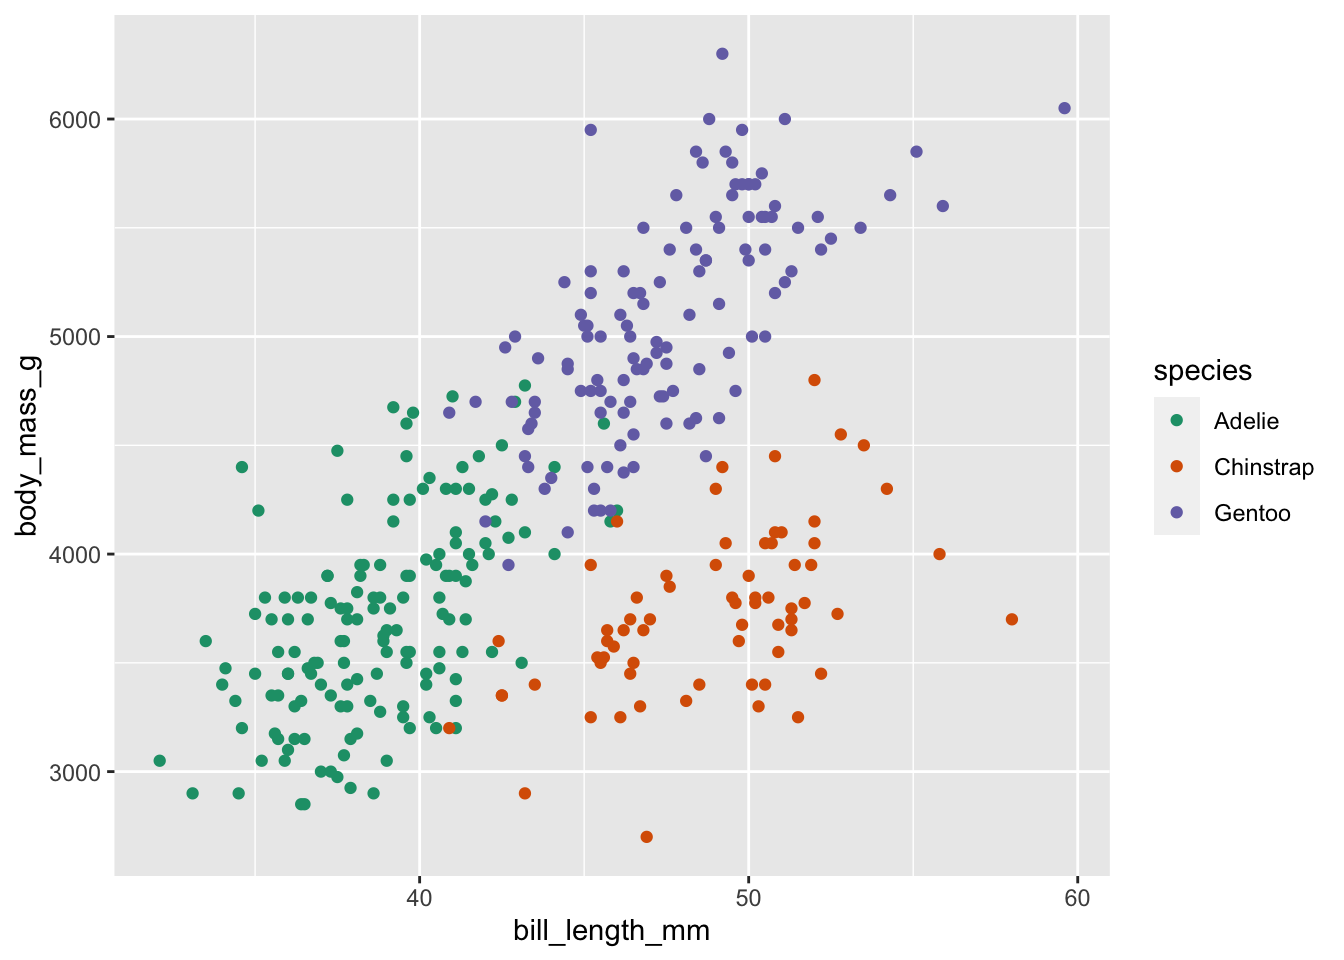 6000
5000
4000
3000
body_mass_g
40 50 60
bill_length_mm
species
Adelie
Chinstrap
Gentoo